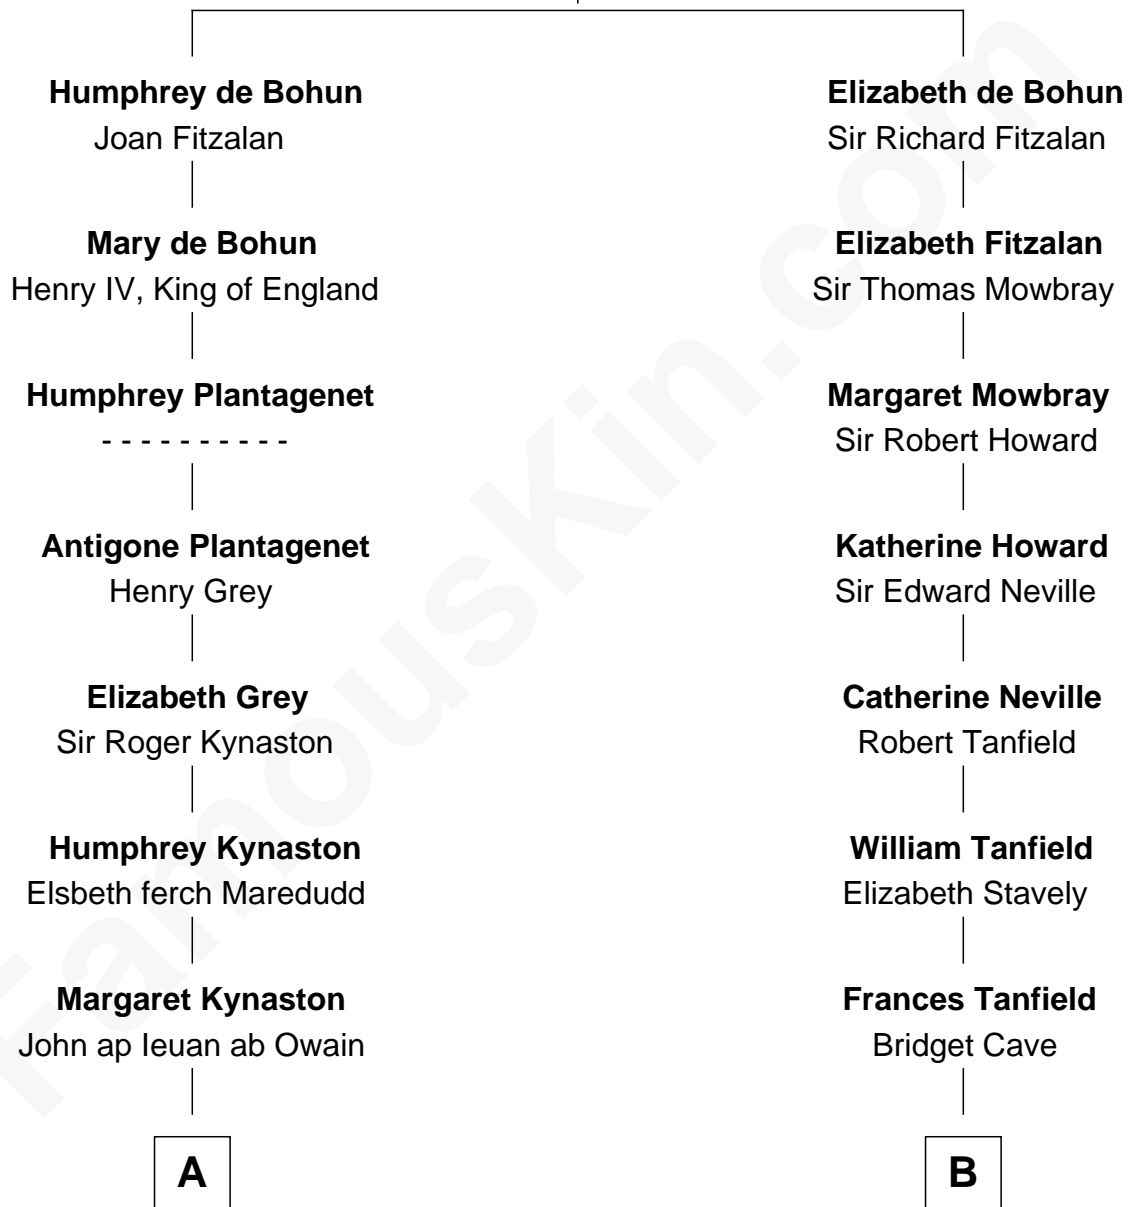 Humphrey de Bohun
Joan Fitzalan
Mary de Bohun
Henry IV, King of England
Humphrey Plantagenet
- - - - - - - - - -
Antigone Plantagenet
Henry Grey
Elizabeth Grey
Sir Roger Kynaston
Humphrey Kynaston
Elsbeth ferch Maredudd
Margaret Kynaston
John ap Ieuan ab Owain
A
Elizabeth de Bohun
Sir Richard Fitzalan
Elizabeth Fitzalan
Sir Thomas Mowbray
Margaret Mowbray
Sir Robert Howard
Katherine Howard
Sir Edward Neville
Catherine Neville
Robert Tanfield
William Tanfield
Elizabeth Stavely
Frances Tanfield
Bridget Cave
B
FamousKin.com